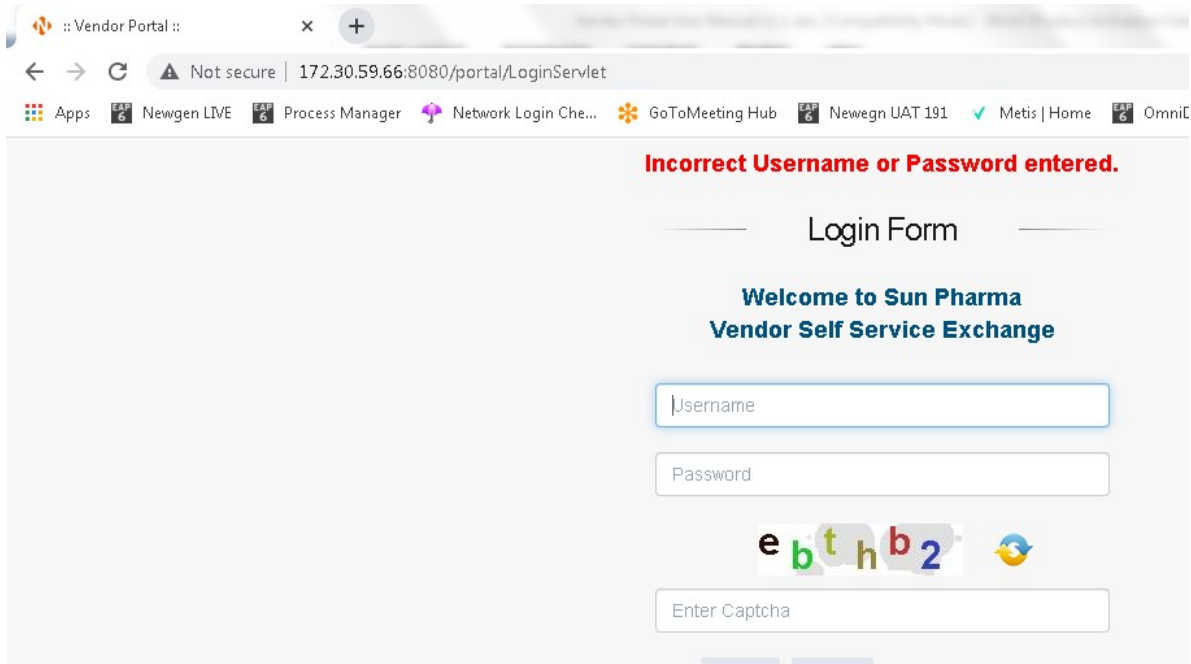 :: Vendor Portal ::
Not secure | 172.30.59.66:8080/portal/LoginServlet
Apps Newgen LIVE Process Manager Network Login Che... GoToMeeting Hub Newegn UAT 191 Metis | Home OmniD
Incorrect Username or Password entered.
Login Form
Welcome to Sun Pharma
Vendor Self Service Exchange
Username
Password
e b t h b 2
Enter Captcha